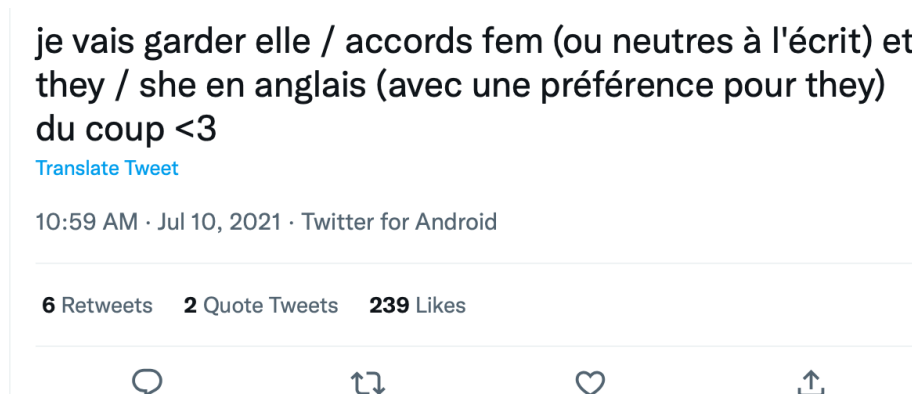 je vais garder elle / accords fem (ou neutres à l'écrit) et
they / she en anglais (avec une préférence pour they)
du coup <3
Translate Tweet
10:59 AM · Jul 10, 2021 · Twitter for Android
6 Retweets 2 Quote Tweets 239 Likes